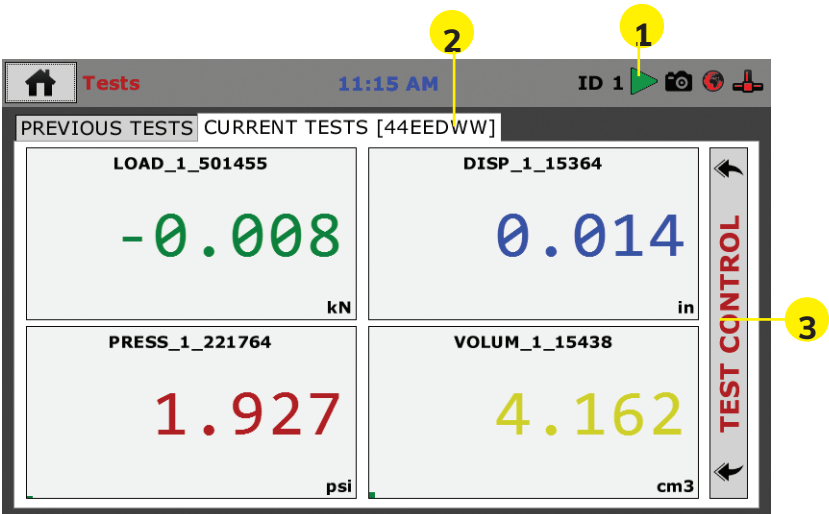 2
1
Tests
11:15 AM
ID 1
PREVIOUS TESTS
CURRENT TESTS [44EEDWW]
LOAD_1_501455
-0.008
kN
DISP_1_15364
0.014
in
PRESS_1_221764
1.927
psi
VOLUM_1_15438
4.162
cm3
TEST CONTROL
3